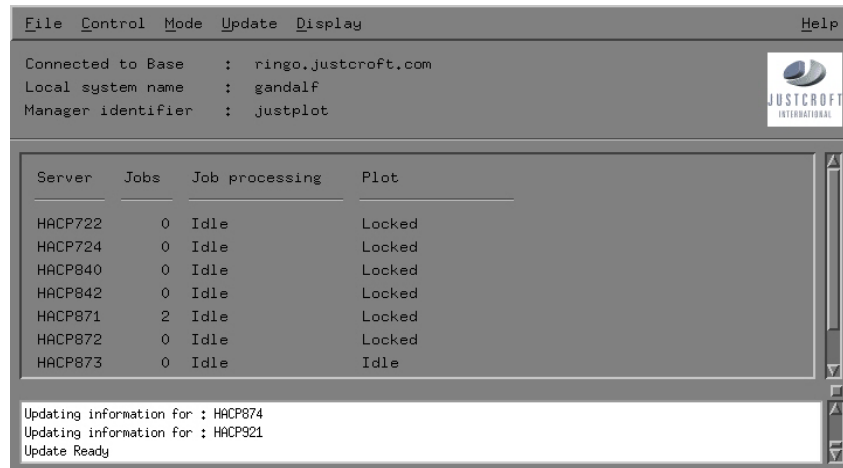 File Control Mode Update Display Help
Connected to Base : ringo.justcroft.com
Local system name : gandalf
Manager identifier : justplot
JUSTCROFT
INTERNATIONAL
Server Jobs Job processing Plot
HACP722 0 Idle Locked
HACP724 0 Idle Locked
HACP840 0 Idle Locked
HACP842 0 Idle Locked
HACP871 2 Idle Locked
HACP872 0 Idle Locked
HACP873 0 Idle Idle
Updating information for : HACP874
Updating information for : HACP921
Update Ready